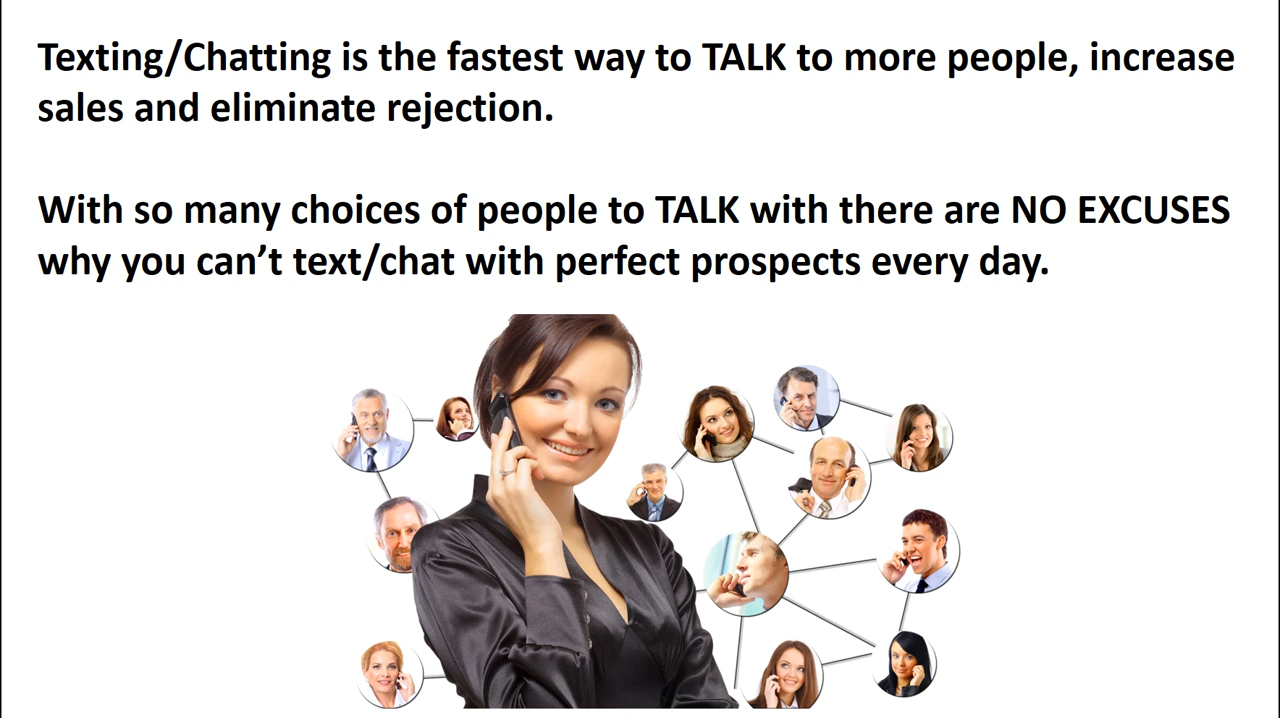 Texting/Chatting is the fastest way to TALK to more people, increase
sales and eliminate rejection.
With so many choices of people to TALK with there are NO EXCUSES
why you can’t text/chat with perfect prospects every day.